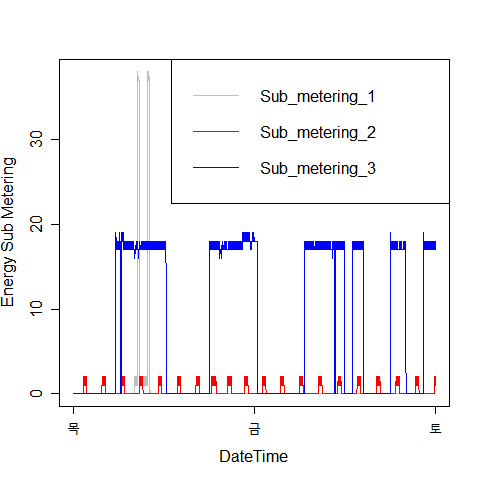 Sub_metering_1
Sub_metering_2
Sub_metering_3
Energy Sub Metering
30
20
10
0
목 금 토
DateTime